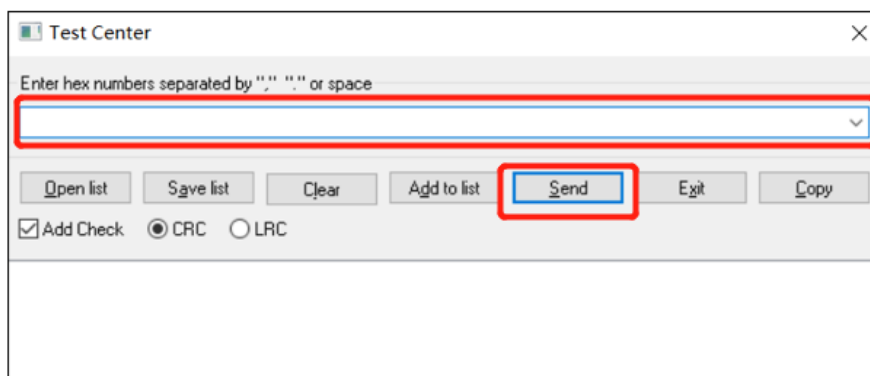 Test Center
Enter hex numbers separated by "," "." or space
Open list Save list Clear Add to list Send Exit Copy
Add Check CRC LRC